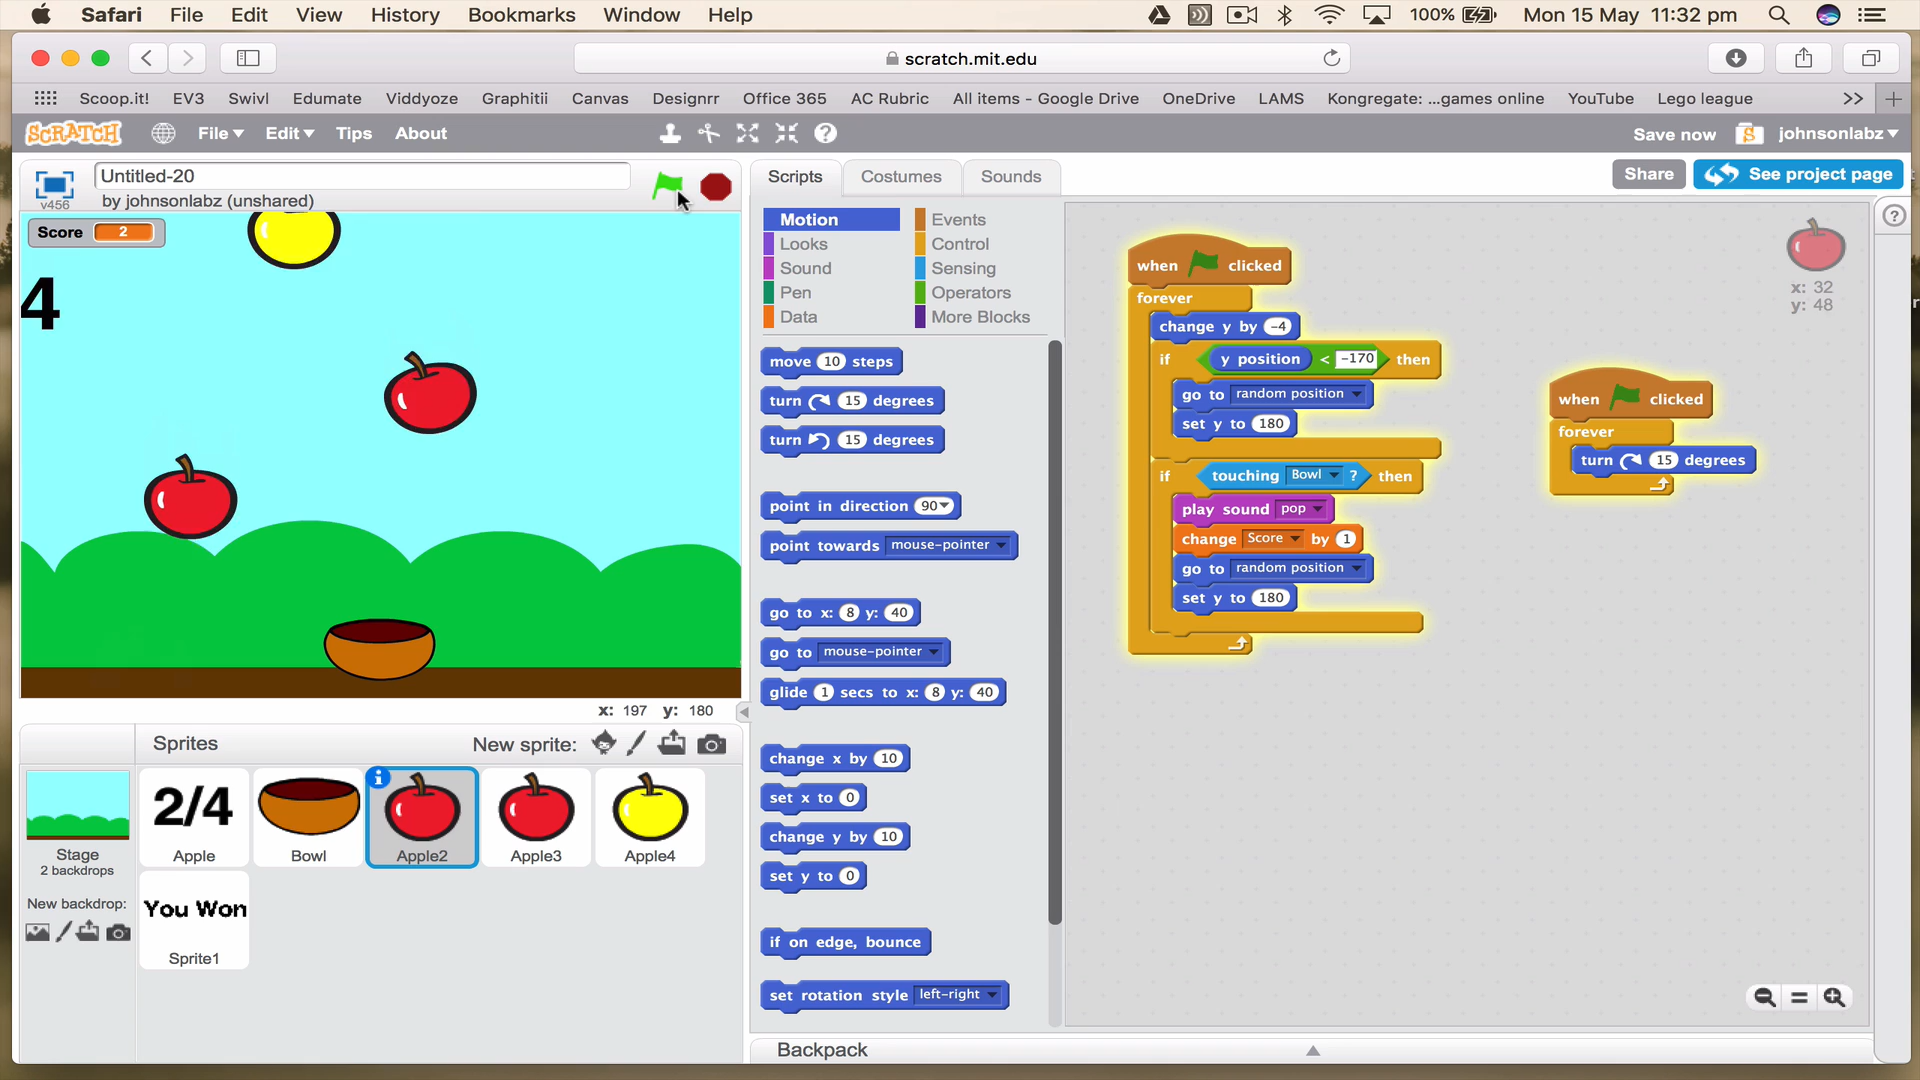 Safari File Edit View History Bookmarks Window Help 100% Mon 15 May 11:32 pm
scratch.mit.edu
Scoop.it! EV3 Swivl Edumate Viddyoze Graphitii Canvas Designrr Office 365 AC Rubric All items - Google Drive OneDrive LAMS Kongregate: ...games online YouTube Lego league >>
SCRATCH File Edit Tips About Save now johnsonlabz
Untitled-20
by johnsonlabz (unshared)
v456
Score 2
4
x: 197 y: 180
Scripts Costumes Sounds
Share See project page
Motion
Looks
Sound
Pen
Data
Events
Control
Sensing
Operators
More Blocks
move 10 steps
turn 15 degrees
turn 15 degrees
point in direction 90
point towards mouse-pointer
go to x: 8 y: 40
go to mouse-pointer
glide 1 secs to x: 8 y: 40
change x by 10
set x to 0
change y by 10
set y to 0
if on edge, bounce
set rotation style left-right
when clicked
forever
change y by -4
if y position < -170 then
go to random position
set y to 180
if touching Bowl ? then
play sound pop
change Score by 1
go to random position
set y to 180
when clicked
forever
turn 15 degrees
x: 32
y: 48
?
Sprites New sprite:
Stage
2 backdrops
New backdrop:
2/4
Apple
Bowl
Apple2
Apple3
Apple4
You Won
Sprite1
Backpack